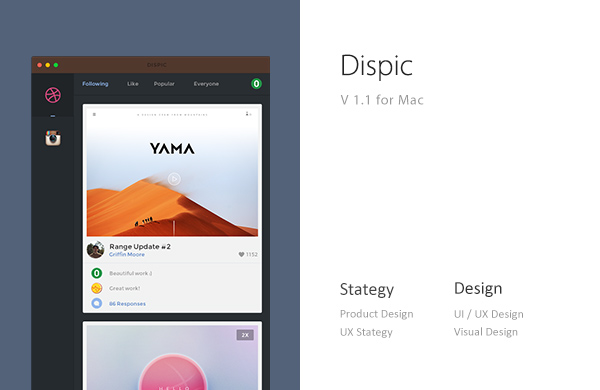 DISPIC
Following Like Popular Everyone
YAMA
Range Update #2
Griffin Moore
1152
Beautiful work :)
Great work!
86 Responses
2X
HELLO
Dispic
V 1.1 for Mac
Stategy
Product Design
UX Stategy
Design
UI / UX Design
Visual Design